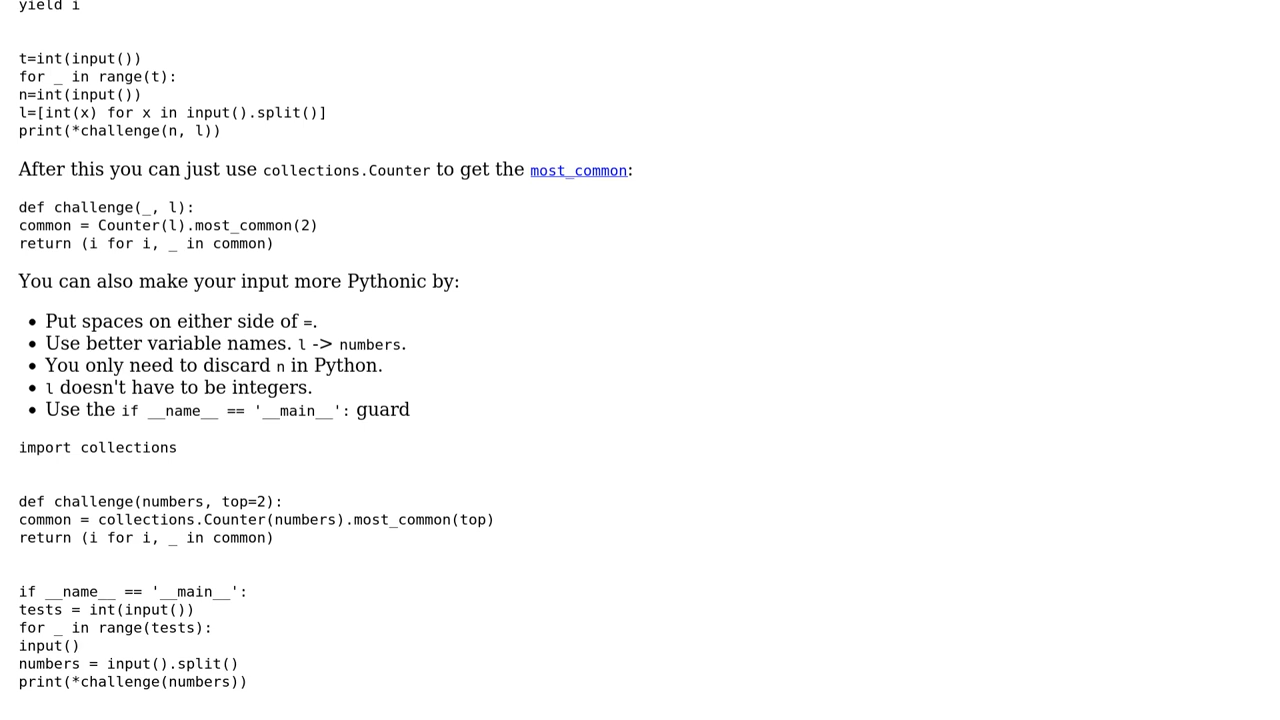 yield i
t=int(input())
for _ in range(t):
n=int(input())
l=[int(x) for x in input().split()]
print(*challenge(n, l))
After this you can just use collections.Counter to get the most_common:
def challenge(_, l):
common = Counter(l).most_common(2)
return (i for i, _ in common)
You can also make your input more Pythonic by:
• Put spaces on either side of =.
• Use better variable names. l -> numbers.
• You only need to discard n in Python.
• l doesn't have to be integers.
• Use the if __name__ == '__main__': guard
import collections
def challenge(numbers, top=2):
common = collections.Counter(numbers).most_common(top)
return (i for i, _ in common)
if __name__ == '__main__':
tests = int(input())
for _ in range(tests):
input()
numbers = input().split()
print(*challenge(numbers))